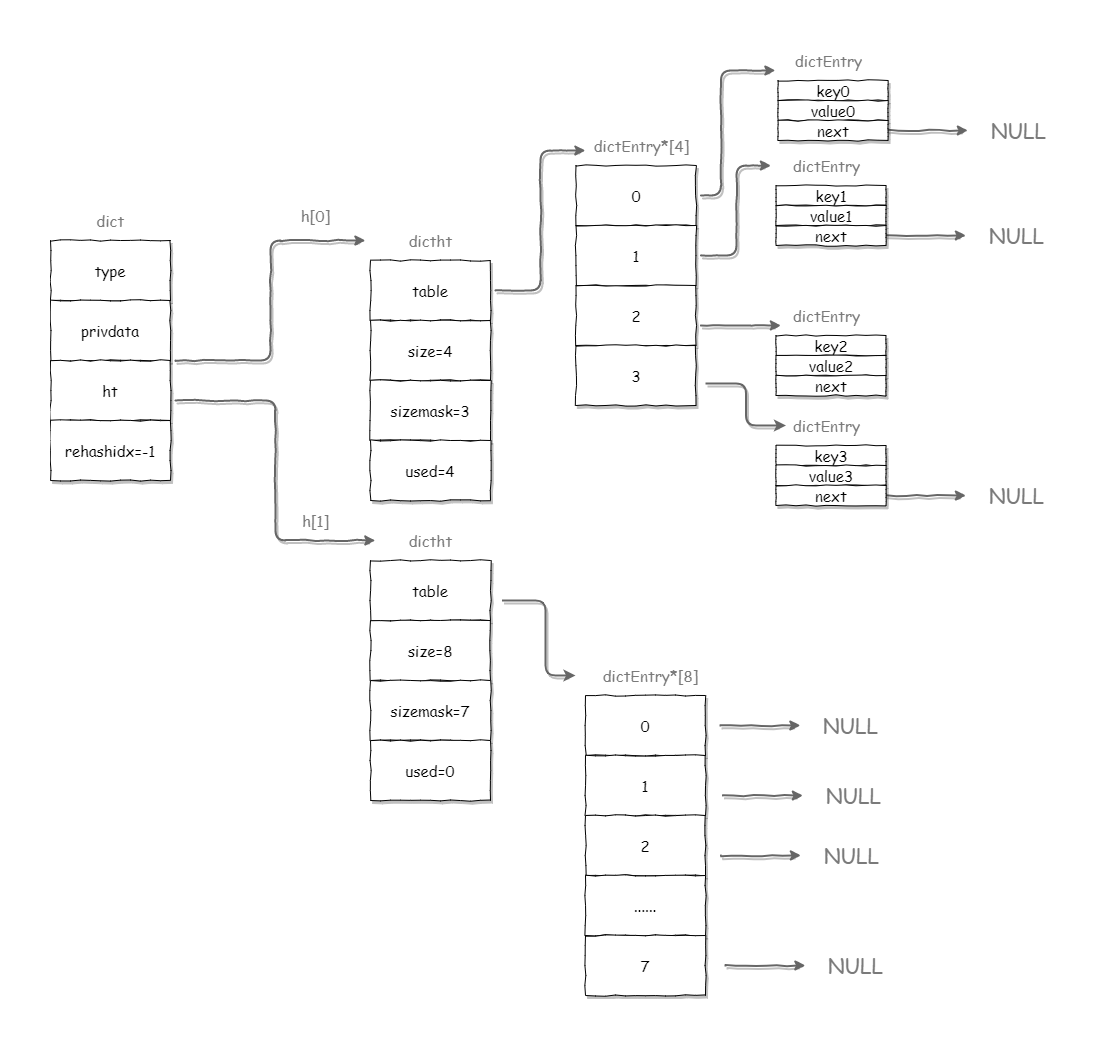 dict
type
privdata
ht
rehashidx=-1
h[0]
h[1]
dictht
table
size=4
sizemask=3
used=4
dictht
table
size=8
sizemask=7
used=0
dictEntry*[4]
0
1
2
3
dictEntry
key0
value0
next
NULL
dictEntry
key1
value1
next
NULL
dictEntry
key2
value2
next
dictEntry
key3
value3
next
NULL
dictEntry*[8]
0
NULL
1
NULL
2
NULL
......
7
NULL